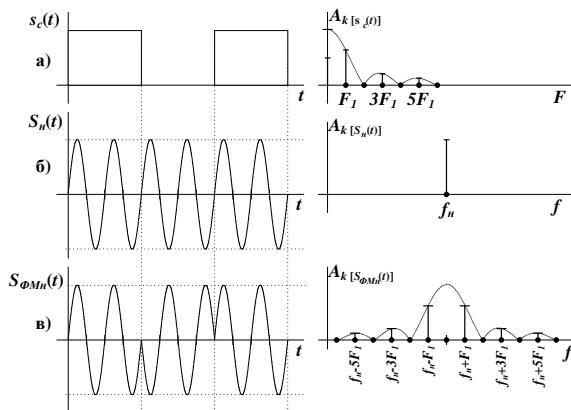 s_c(t)
A_k [s_c(t)]
а)
t
F_1 3F_1 5F_1
F
S_н(t)
A_k [S_н(t)]
б)
t
f_н
f
S_ФМн(t)
A_k [S_ФМн(t)]
в)
t
f
f_н-5F_1
f_н-3F_1
f_н-F_1
f_н+F_1
f_н+3F_1
f_н+5F_1